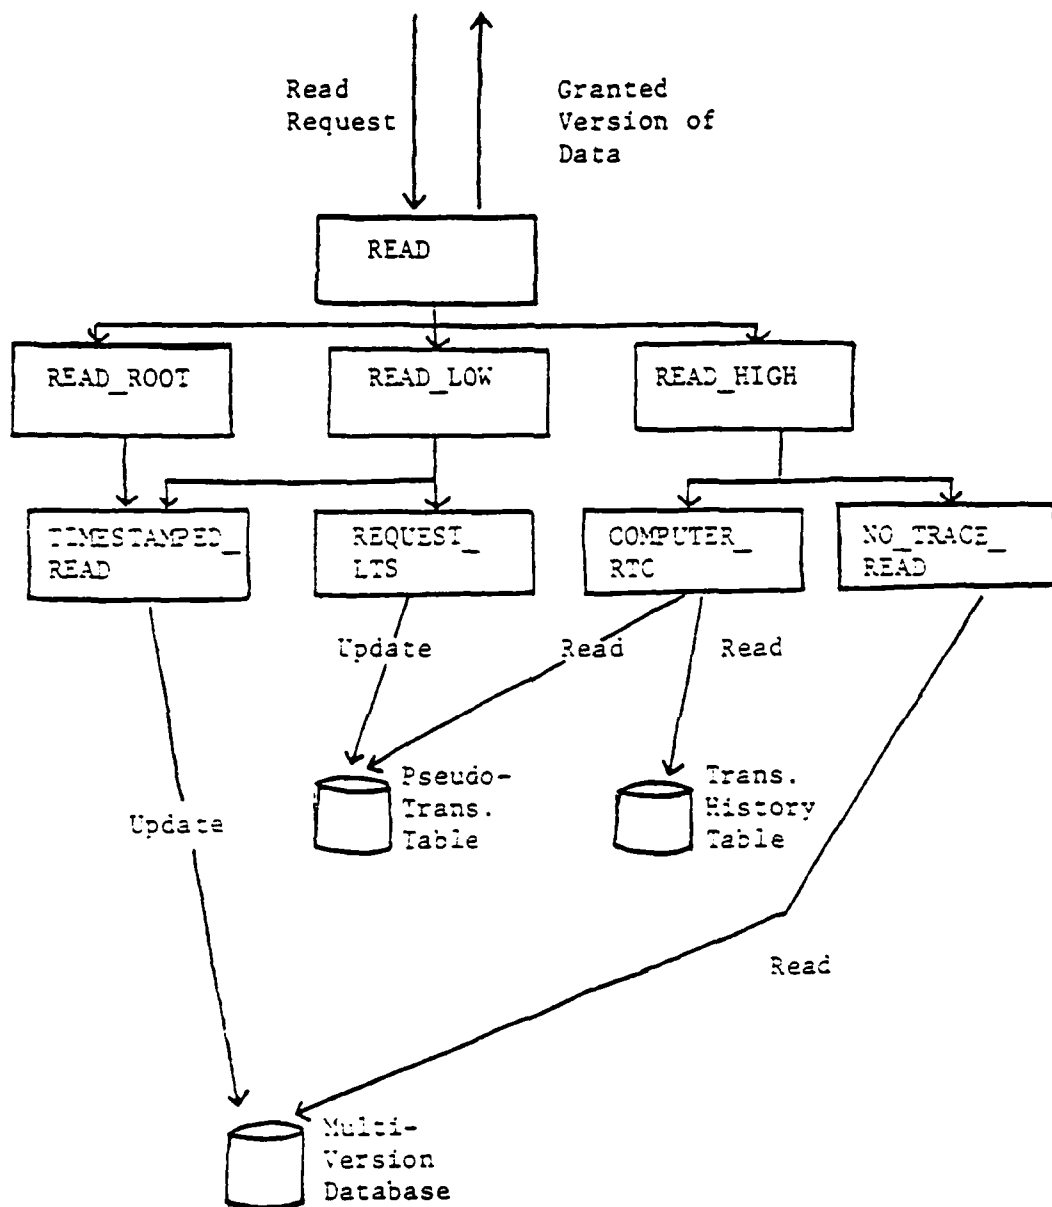 Read
Request
Granted
Version of
Data
READ
READ_ROOT
READ_LOW
READ_HIGH
TIMESTAMPED_
READ
REQUEST_
LTS
COMPUTER_
RTC
NO_TRACE_
READ
Update
Read
Read
Pseudo-
Trans.
Table
Trans.
History
Table
Update
Read
Multi-
Version
Database